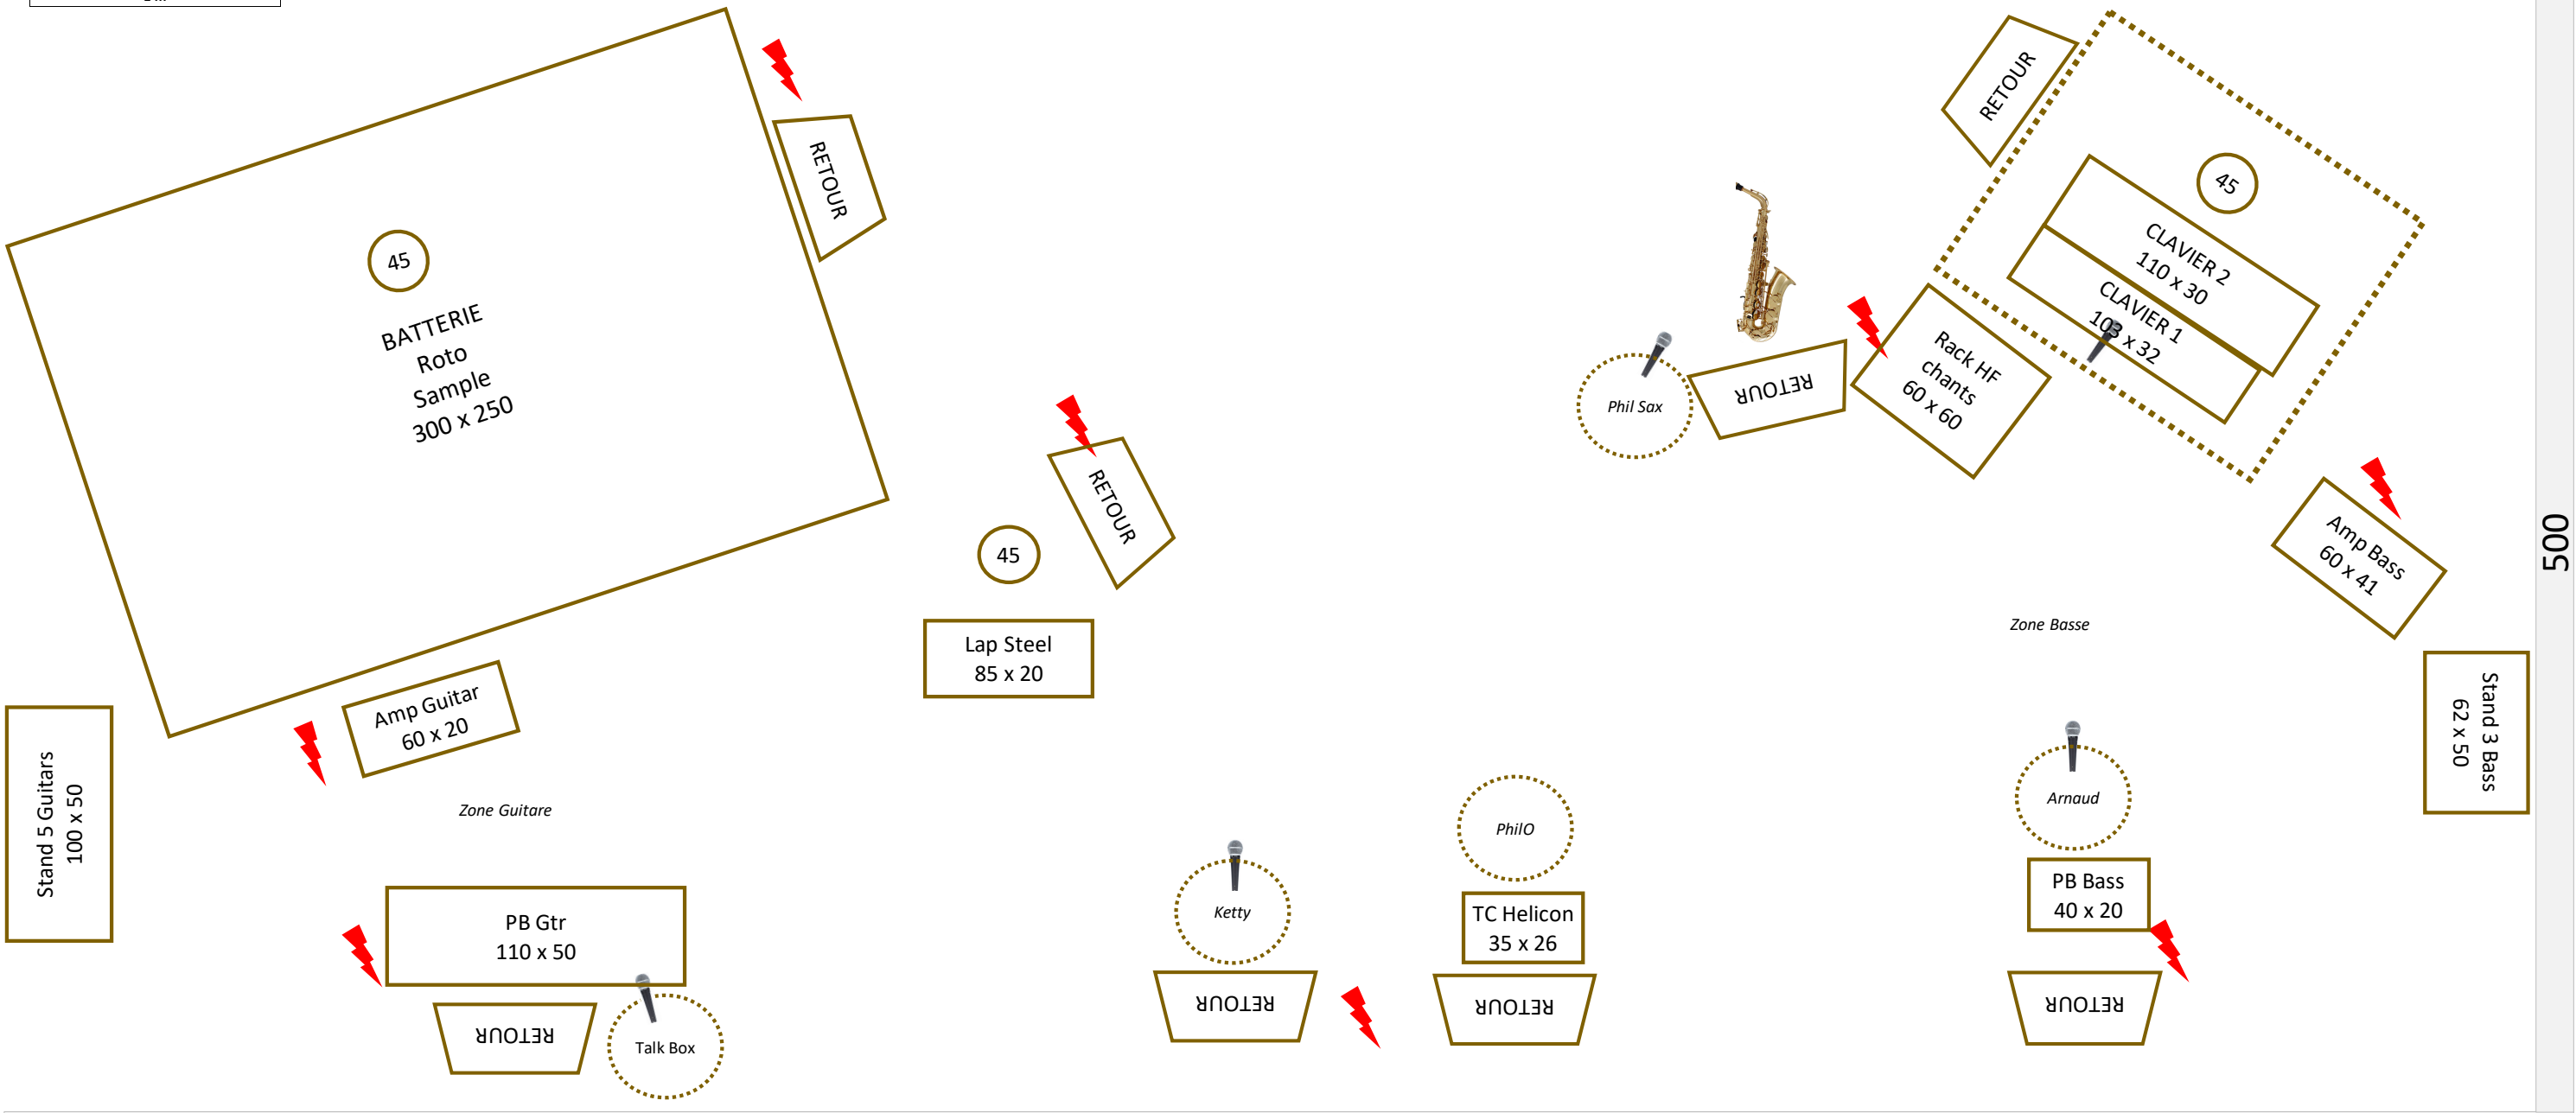 RETOUR
RETOUR
45
45
BATTERIE
Roto
Sample
300 x 250
CLAVIER 2
110 x 30
CLAVIER 1
103 x 32
Rack HF
chants
60 x 60
RETOUR
Phil Sax
RETOUR
45
Amp Bass
60 x 41
500
Lap Steel
85 x 20
Zone Basse
Amp Guitar
60 x 20
Stand 3 Bass
62 x 50
Stand 5 Guitars
100 x 50
Zone Guitare
Arnaud
PhilO
PB Bass
40 x 20
Ketty
TC Helicon
35 x 26
PB Gtr
110 x 50
RETOUR
RETOUR
RETOUR
RETOUR
Talk Box